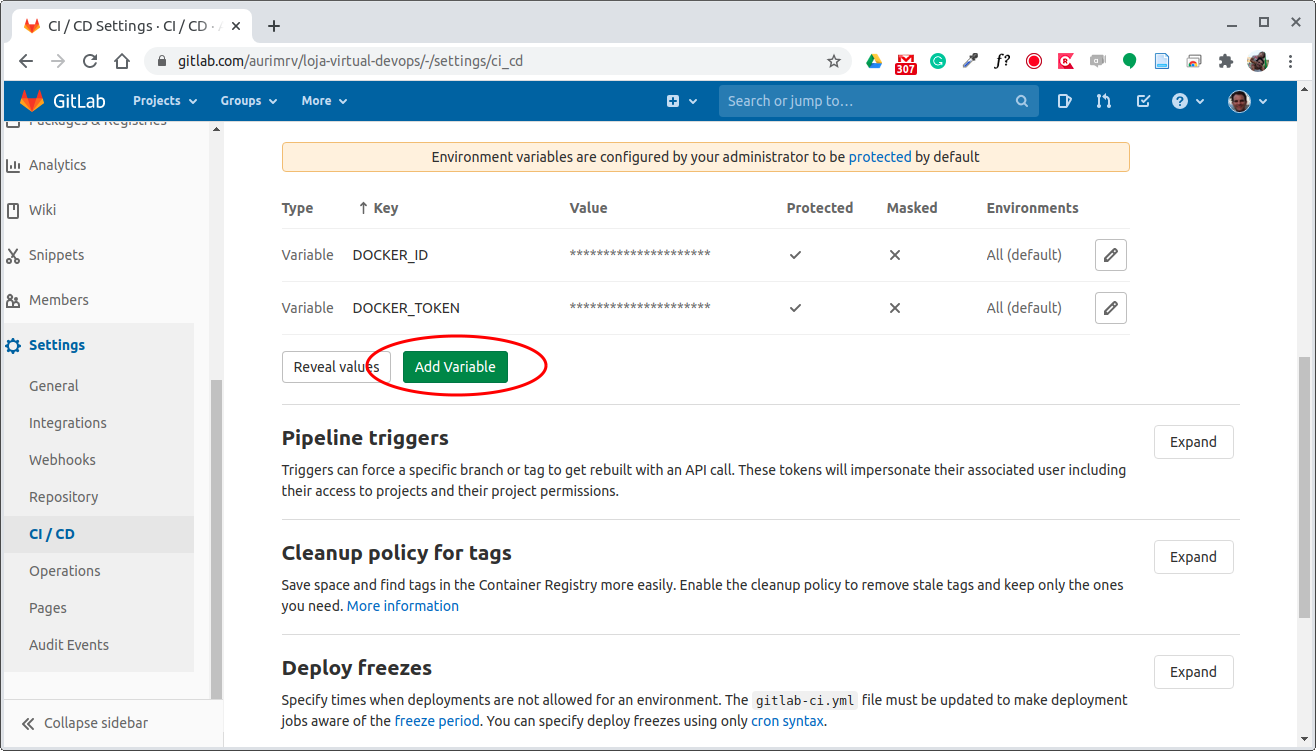 CI / CD Settings · CI / CD ·
gitlab.com/aurimrv/loja-virtual-devops/-/settings/ci_cd
307
f?
GitLab
Projects
Groups
More
Search or jump to…
Packages & Registries
Analytics
Wiki
Snippets
Members
Settings
General
Integrations
Webhooks
Repository
CI / CD
Operations
Pages
Audit Events
Collapse sidebar
Environment variables are configured by your administrator to be protected by default
Type ↑ Key Value Protected Masked Environments
Variable DOCKER_ID ********************* All (default)
Variable DOCKER_TOKEN ********************* All (default)
Reveal values Add Variable
Pipeline triggers
Expand
Triggers can force a specific branch or tag to get rebuilt with an API call. These tokens will impersonate their associated user including
their access to projects and their project permissions.
Cleanup policy for tags
Expand
Save space and find tags in the Container Registry more easily. Enable the cleanup policy to remove stale tags and keep only the ones
you need. More information
Deploy freezes
Expand
Specify times when deployments are not allowed for an environment. The gitlab-ci.yml file must be updated to make deployment
jobs aware of the freeze period. You can specify deploy freezes using only cron syntax.